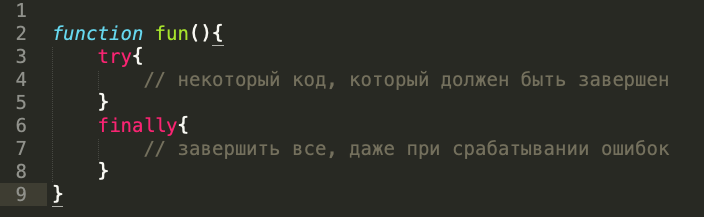 1
2 function fun(){
3 try{
4 // некоторый код, который должен быть завершен
5 }
6 finally{
7 // завершить все, даже при срабатывании ошибок
8 }
9 }